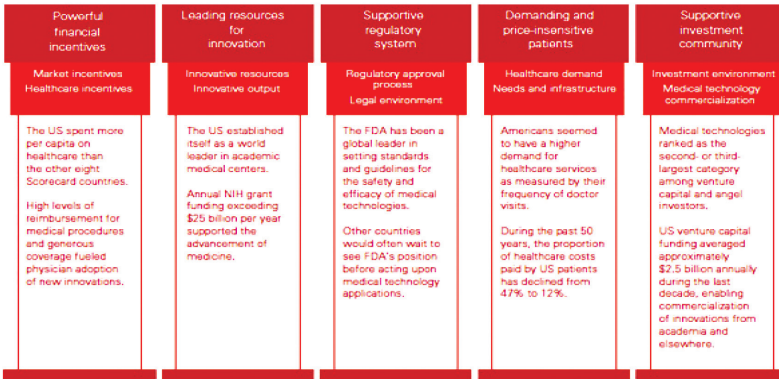 Powerful
financial
incentives
Market incentives
Healthcare incentives
The US spent more
per capita on
healthcare than
the other eight
Scorecard countries.
High levels of
reimbursement for
medical procedures
and generous
coverage fueled
physician adoption
of new innovations.
Leading resources
for
innovation
Innovative resources
Innovative output
The US established
itself as a world
leader in academic
medical centers.
Annual NIH grant
funding exceeding
$25 billion per year
supported the
advancement of
medicine.
Supportive
regulatory
system
Regulatory approval
process
Legal environment
The FDA has been a
global leader in
setting standards
and guidelines for
the safety and
efficacy of medical
technologies.
Other countries
would often wait to
see FDA's position
before acting upon
medical technology
applications.
Demanding and
price-insensitive
patients
Healthcare demand
Needs and infrastructure
Americans seemed
to have a higher
demand for
healthcare services
as measured by their
frequency of doctor
visits.
During the past 50
years, the proportion
of healthcare costs
paid by US patients
has declined from
47% to 12%.
Supportive
investment
community
Investment environment
Medical technology
commercialization
Medical technologies
ranked as the
second- or third-
largest category
among venture
capital and angel
investors.
US venture capital
funding averaged
approximately
$2.5 billion annually
during the last
decade, enabling
commercialization
of innovations from
academia and
elsewhere.